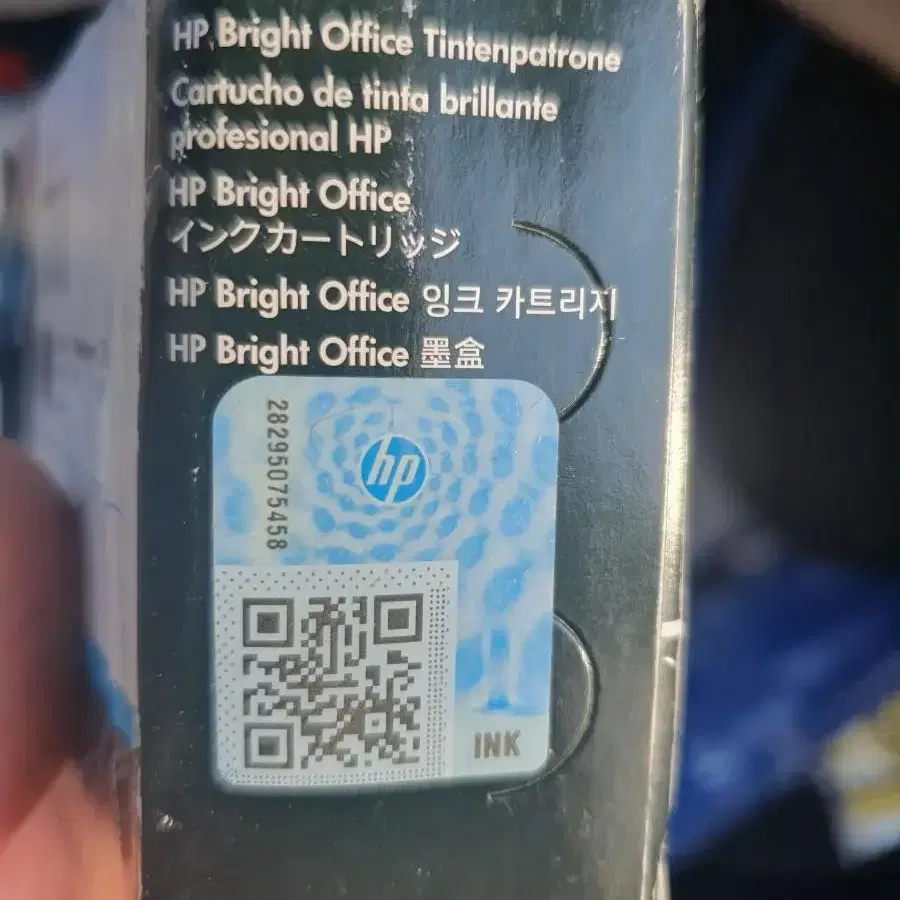 HP Bright Office Tintenpatrone
Cartucho de tinta brillante
profesional HP
HP Bright Office
インクカートリッジ
HP Bright Office 잉크 카트리지
HP Bright Office 墨盒
28295075458
hp
INK